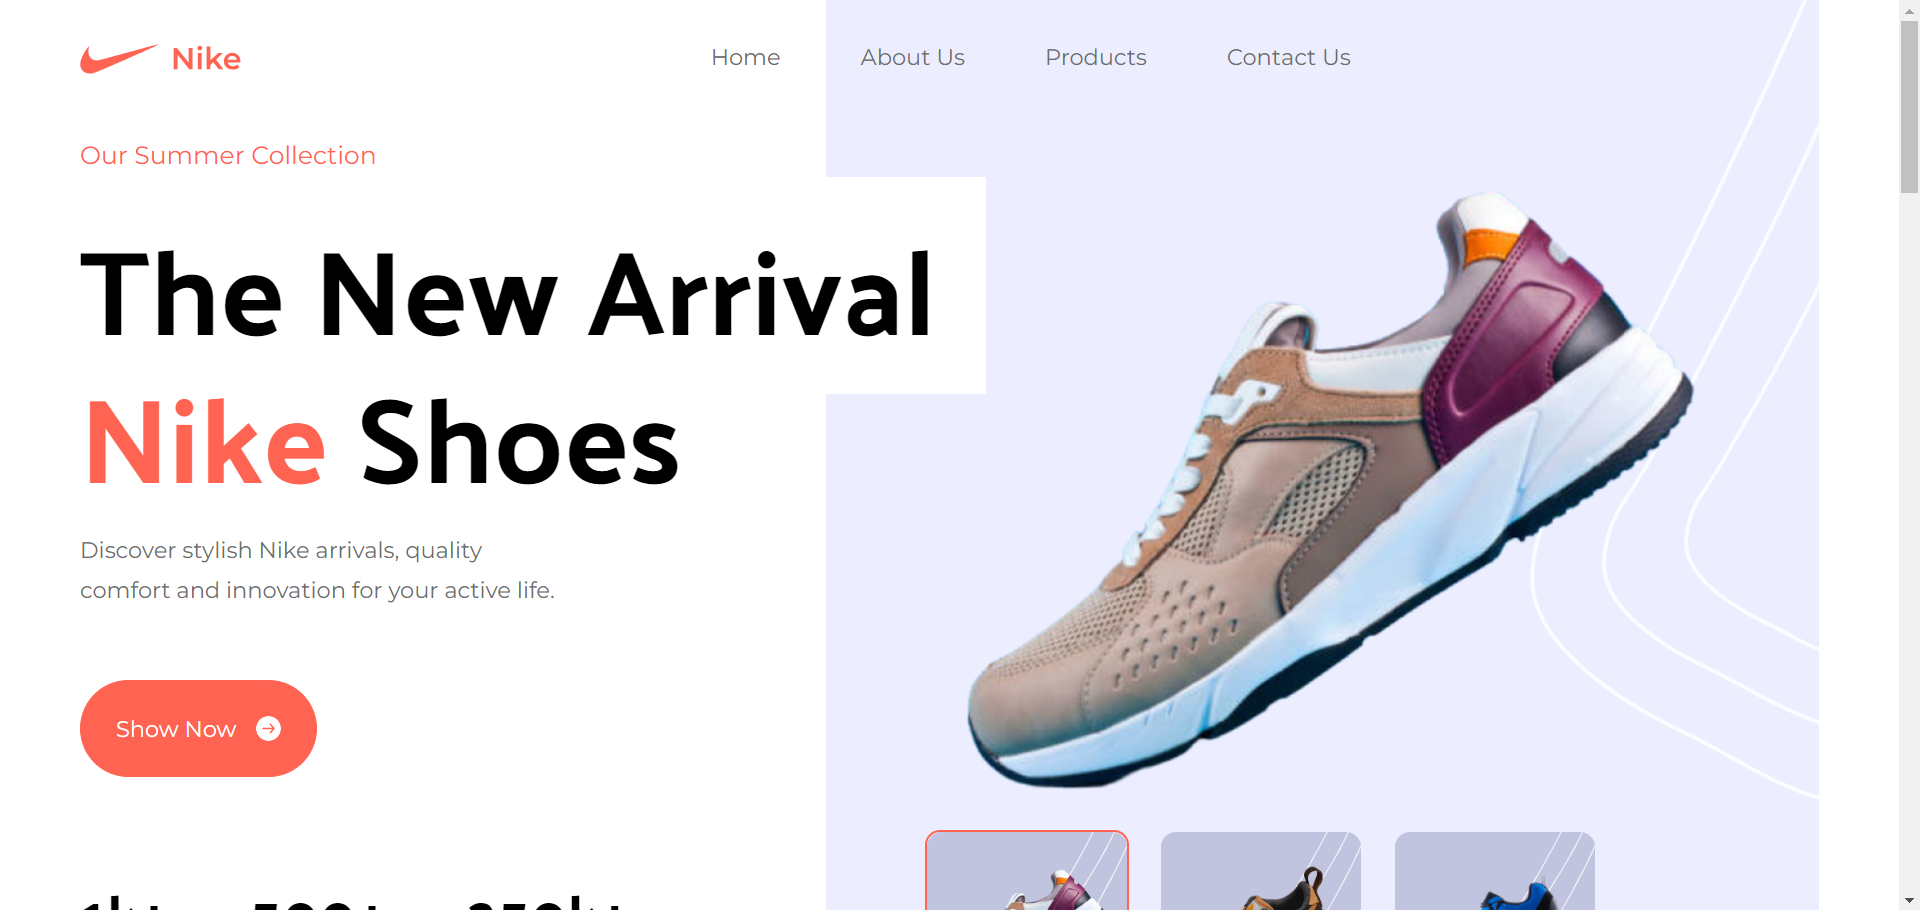 Nike
Home
About Us
Products
Contact Us
Our Summer Collection
The New Arrival
Nike Shoes
Discover stylish Nike arrivals, quality
comfort and innovation for your active life.
Show Now